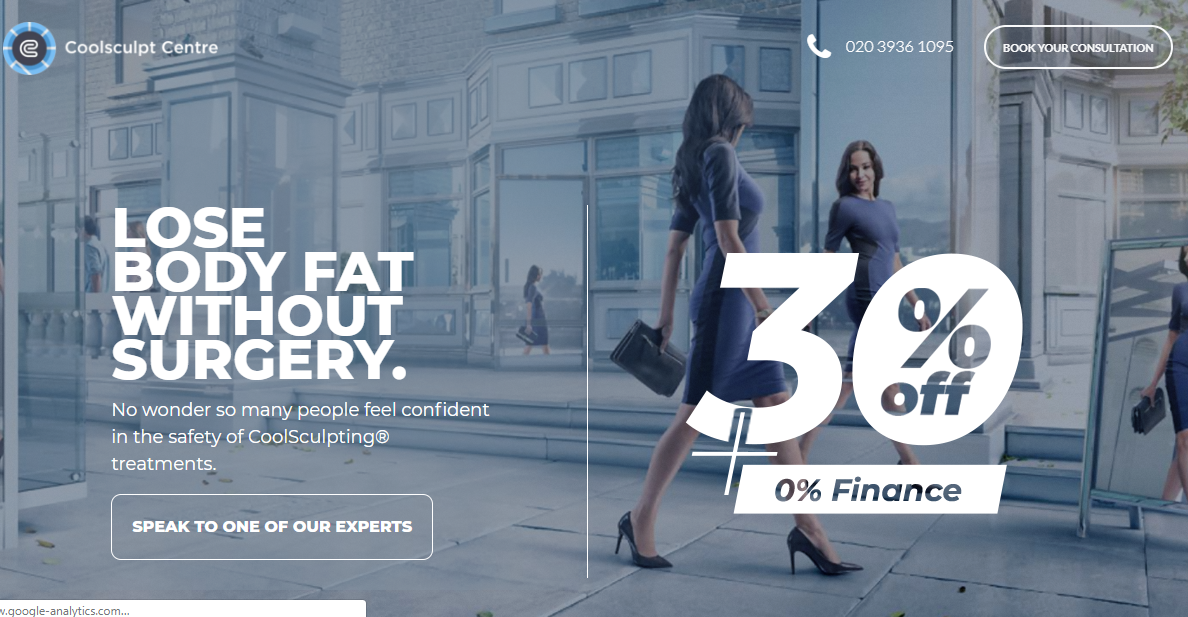 Coolsculpt Centre
020 3936 1095
BOOK YOUR CONSULTATION
LOSE
BODY FAT
WITHOUT
SURGERY.
No wonder so many people feel confident
in the safety of CoolSculpting®
treatments.
SPEAK TO ONE OF OUR EXPERTS
30% off
0% Finance
w.google-analytics.com...